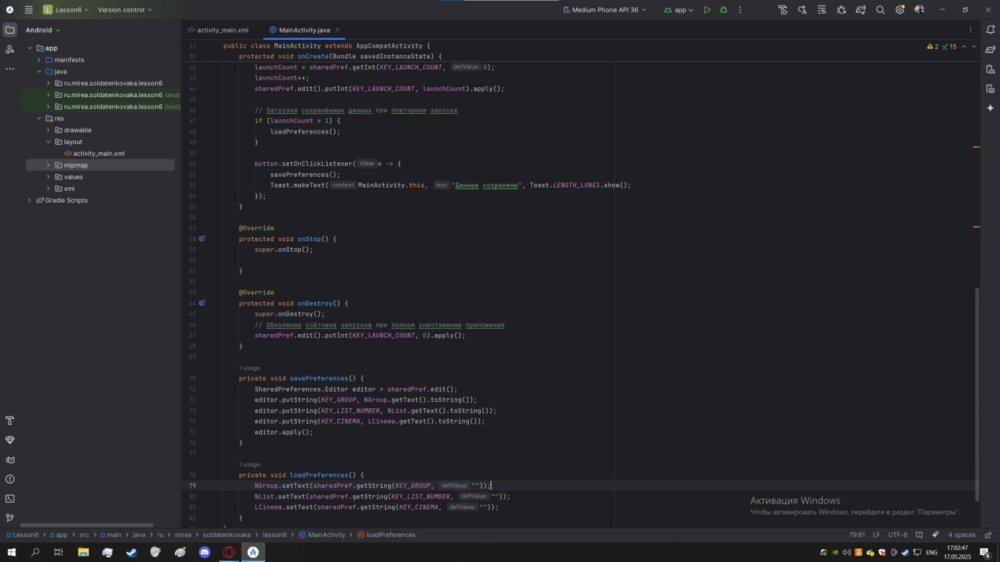 L Lesson6 Version control Medium Phone API 36 app
Android
activity_main.xml MainActivity.java
app
manifests
java
ru.mirea.soldatenkovaka.lesson6
ru.mirea.soldatenkovaka.lesson6 (andr
ru.mirea.soldatenkovaka.lesson6 (test)
res
drawable
layout
activity_main.xml
mipmap
values
xml
Gradle Scripts
2 15
12 public class MainActivity extends AppCompatActivity {
30 protected void onCreate(Bundle savedInstanceState) {
42 launchCount = sharedPref.getInt(KEY_LAUNCH_COUNT, defValue: 0);
43 launchCount++;
44 sharedPref.edit().putInt(KEY_LAUNCH_COUNT, launchCount).apply();
45
46 // Загрузка сохранённых данных при повторном запуске
47 if (launchCount > 1) {
48 loadPreferences();
49 }
50
51 button.setOnClickListener( View v -> {
52 savePreferences();
53 Toast.makeText( context: MainActivity.this, text: "Данные сохранены", Toast.LENGTH_LONG).show();
54 });
55 }
56
57 @Override
58 protected void onStop() {
59 super.onStop();
60
61 }
62
63 @Override
64 protected void onDestroy() {
65 super.onDestroy();
66 // Обнуление счётчика запусков при полном уничтожении приложения
67 sharedPref.edit().putInt(KEY_LAUNCH_COUNT, 0).apply();
68 }
69
1 usage
70 private void savePreferences() {
71 SharedPreferences.Editor editor = sharedPref.edit();
72 editor.putString(KEY_GROUP, NGroup.getText().toString());
73 editor.putString(KEY_LIST_NUMBER, NList.getText().toString());
74 editor.putString(KEY_CINEMA, LCinema.getText().toString());
75 editor.apply();
76 }
77
1 usage
78 private void loadPreferences() {
79 NGroup.setText(sharedPref.getString(KEY_GROUP, defValue: ""));
80 NList.setText(sharedPref.getString(KEY_LIST_NUMBER, defValue: ""));
81 LCinema.setText(sharedPref.getString(KEY_CINEMA, defValue: ""));
82 }
Активация Windows
Чтобы активировать Windows, перейдите в раздел "Параметры".
Lesson6 > app > src > main > java > ru > mirea > soldatenkovaka > lesson6 > MainActivity > loadPreferences 79:61 LF UTF-8 4 spaces
ENG 17:02:47
17.05.2025 4